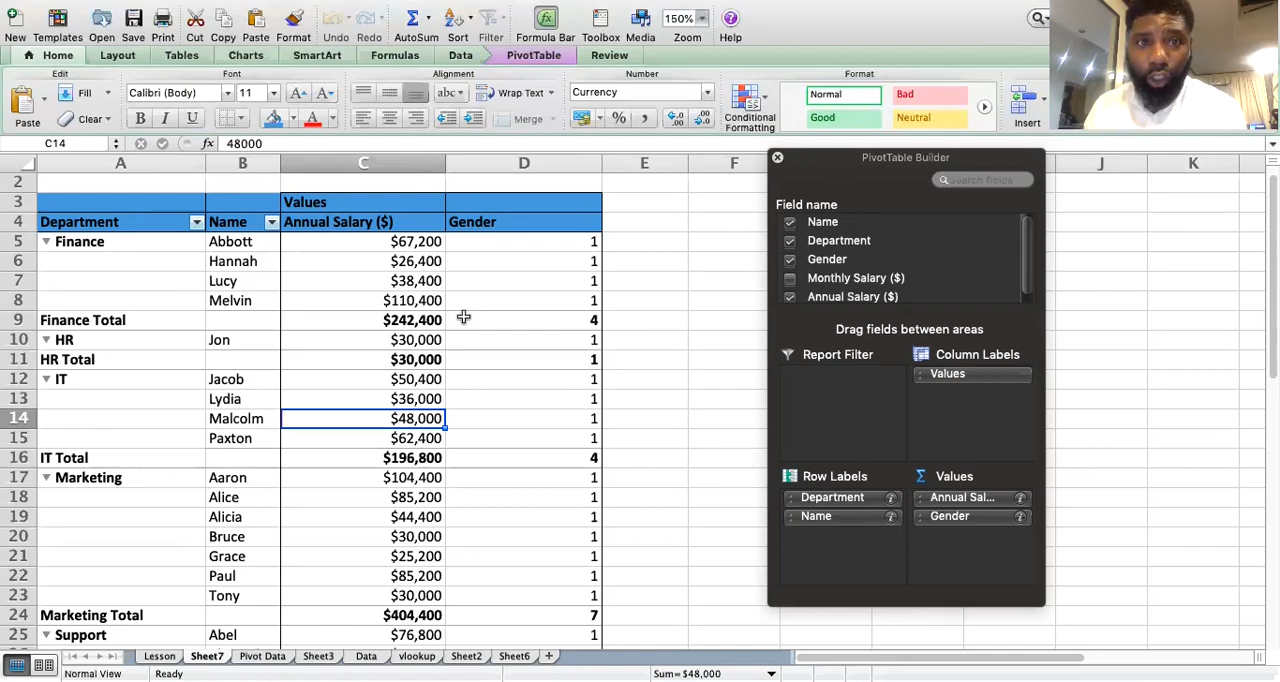 New Templates Open Save Print Cut Copy Paste Format Undo Redo AutoSum Sort Filter Formula Bar Toolbox Media 150% Zoom Help
Home Layout Tables Charts SmartArt Formulas Data PivotTable Review
Edit Font Alignment Number Format
Paste Fill Clear Calibri (Body) 11 A A B I U A abc Wrap Text Merge Currency % , Conditional Formatting Normal Bad Good Neutral Insert
C14 fx 48000
A B C D E F J K
2
3 Values
4 Department Name Annual Salary ($) Gender
5 Finance Abbott $67,200 1
6 Hannah $26,400 1
7 Lucy $38,400 1
8 Melvin $110,400 1
9 Finance Total $242,400 4
10 HR Jon $30,000 1
11 HR Total $30,000 1
12 IT Jacob $50,400 1
13 Lydia $36,000 1
14 Malcolm $48,000 1
15 Paxton $62,400 1
16 IT Total $196,800 4
17 Marketing Aaron $104,400 1
18 Alice $85,200 1
19 Alicia $44,400 1
20 Bruce $30,000 1
21 Grace $25,200 1
22 Paul $85,200 1
23 Tony $30,000 1
24 Marketing Total $404,400 7
25 Support Abel $76,800 1
PivotTable Builder
Search fields
Field name
Name
Department
Gender
Monthly Salary ($)
Annual Salary ($)
Drag fields between areas
Report Filter Column Labels
Values
Row Labels Σ Values
Department Annual Sal...
Name Gender
Lesson Sheet7 Pivot Data Sheet3 Data vlookup Sheet2 Sheet6 +
Normal View Ready Sum=$48,000